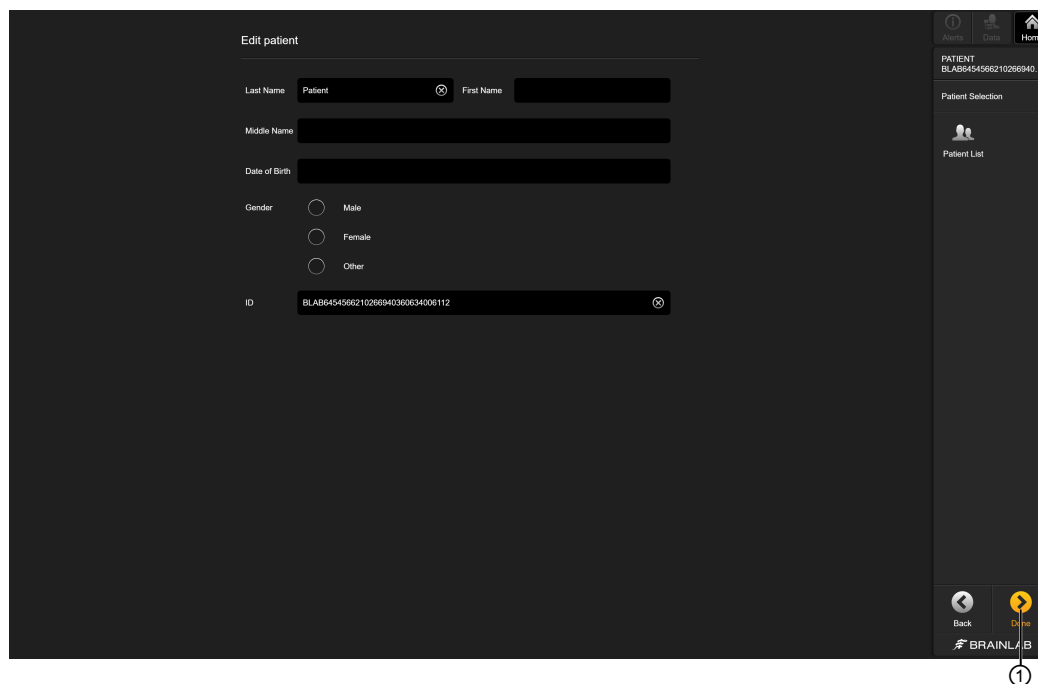 Edit patient
Last Name Patient First Name
Middle Name
Date of Birth
Gender Male
Female
Other
ID BLAB6454566210266940360634006112
Alerts Data Hom
PATIENT
BLAB6454566210266940.
Patient Selection
Patient List
Back Done
BRAINLAB
1